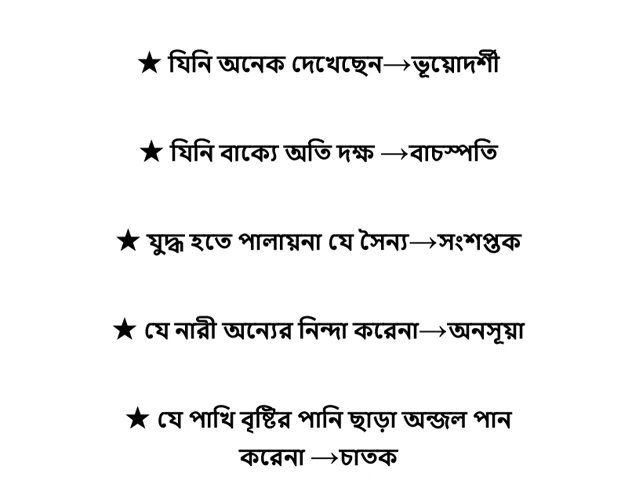 ★ যিনি অনেক দেখেছেন→ভূয়োদর্শী
★ যিনি বাক্যে অতি দক্ষ →বাচস্পতি
★ যুদ্ধ হতে পালায়না যে সৈন্য→সংশপ্তক
★ যে নারী অন্যের নিন্দা করেনা→অনসূয়া
★ যে পাখি বৃষ্টির পানি ছাড়া অন্জল পান
করেনা →চাতক